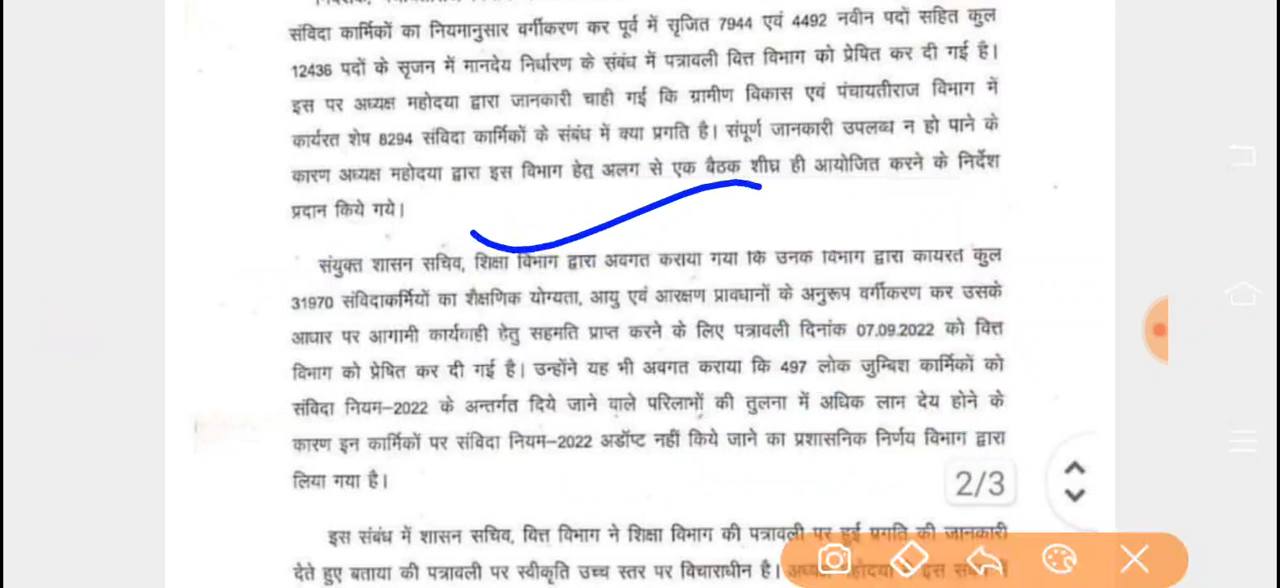 संविदा कार्मिकों का नियमानुसार वर्गीकरण कर पूर्व में सृजित 7944 एवं 4492 नवीन पदों सहित कुल
12436 पदों के सृजन में मानदेय निर्धारण के संबंध में पत्रावली वित्त विभाग को प्रेषित कर दी गई है।
इस पर अध्यक्ष महोदया द्वारा जानकारी चाही गई कि ग्रामीण विकास एवं पंचायतीराज विभाग में
कार्यरत शेष 8294 संविदा कार्मिकों के संबंध में क्या प्रगति है। संपूर्ण जानकारी उपलब्ध न हो पाने के
कारण अध्यक्ष महोदया द्वारा इस विभाग हेतु अलग से एक बैठक शीघ्र ही आयोजित करने के निर्देश
प्रदान किये गये।
संयुक्त शासन सचिव, शिक्षा विभाग द्वारा अवगत कराया गया कि उनके विभाग द्वारा कार्यरत कुल
31970 संविदाकर्मियों का शैक्षणिक योग्यता, आयु एवं आरक्षण प्रावधानों के अनुरूप वर्गीकरण कर उसके
आधार पर आगामी कार्यवाही हेतु सहमति प्राप्त करने के लिए पत्रावली दिनांक 07.09.2022 को वित्त
विभाग को प्रेषित कर दी गई है। उन्होंने यह भी अवगत कराया कि 497 लोक जुम्बिश कार्मिकों को
संविदा नियम-2022 के अन्तर्गत दिये जाने वाले परिलाभों की तुलना में अधिक लाभ देय होने के
कारण इन कार्मिकों पर संविदा नियम-2022 अडॉप्ट नहीं किये जाने का प्रशासनिक निर्णय विभाग द्वारा
लिया गया है।
2/3
इस संबंध में शासन सचिव, वित्त विभाग ने शिक्षा विभाग की पत्रावली पर हुई प्रगति की जानकारी
देते हुए बताया की पत्रावली पर स्वीकृति उच्च स्तर पर विचाराधीन है।